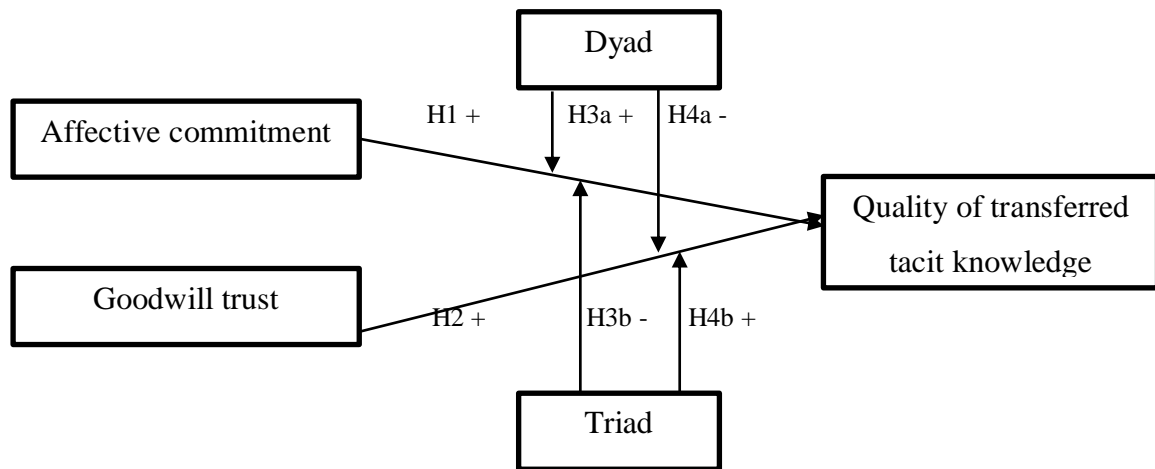 Dyad
H1 +
H3a +
H4a -
Affective commitment
Quality of transferred
tacit knowledge
Goodwill trust
H2 +
H3b -
H4b +
Triad